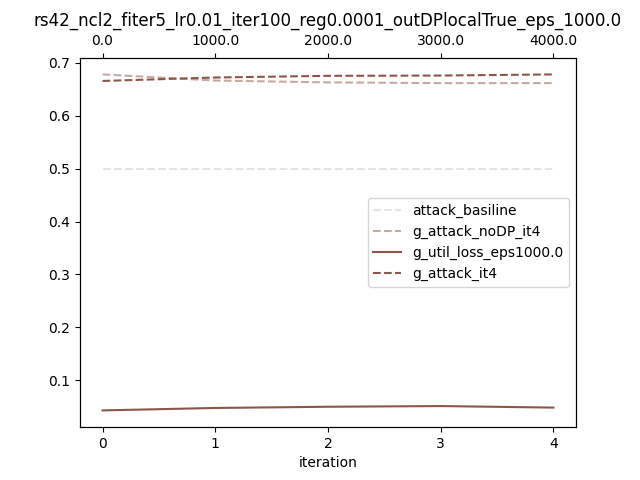 rs42_ncl2_fiter5_lr0.01_iter100_reg0.0001_outDPlocalTrue_eps_1000.0
0.0 1000.0 2000.0 3000.0 4000.0
0.7
0.6
0.5
0.4
0.3
0.2
0.1
attack_basiline
g_attack_noDP_it4
g_util_loss_eps1000.0
g_attack_it4
0 1 2 3 4
iteration